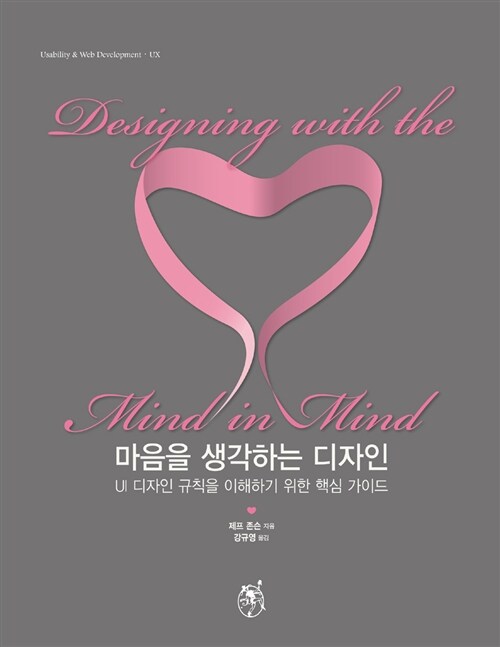 Usability & Web Development · UX
Designing with the
Mind in Mind
마음을 생각하는 디자인
UI 디자인 규칙을 이해하기 위한 핵심 가이드
제프 존슨 지음
강규영 옮김